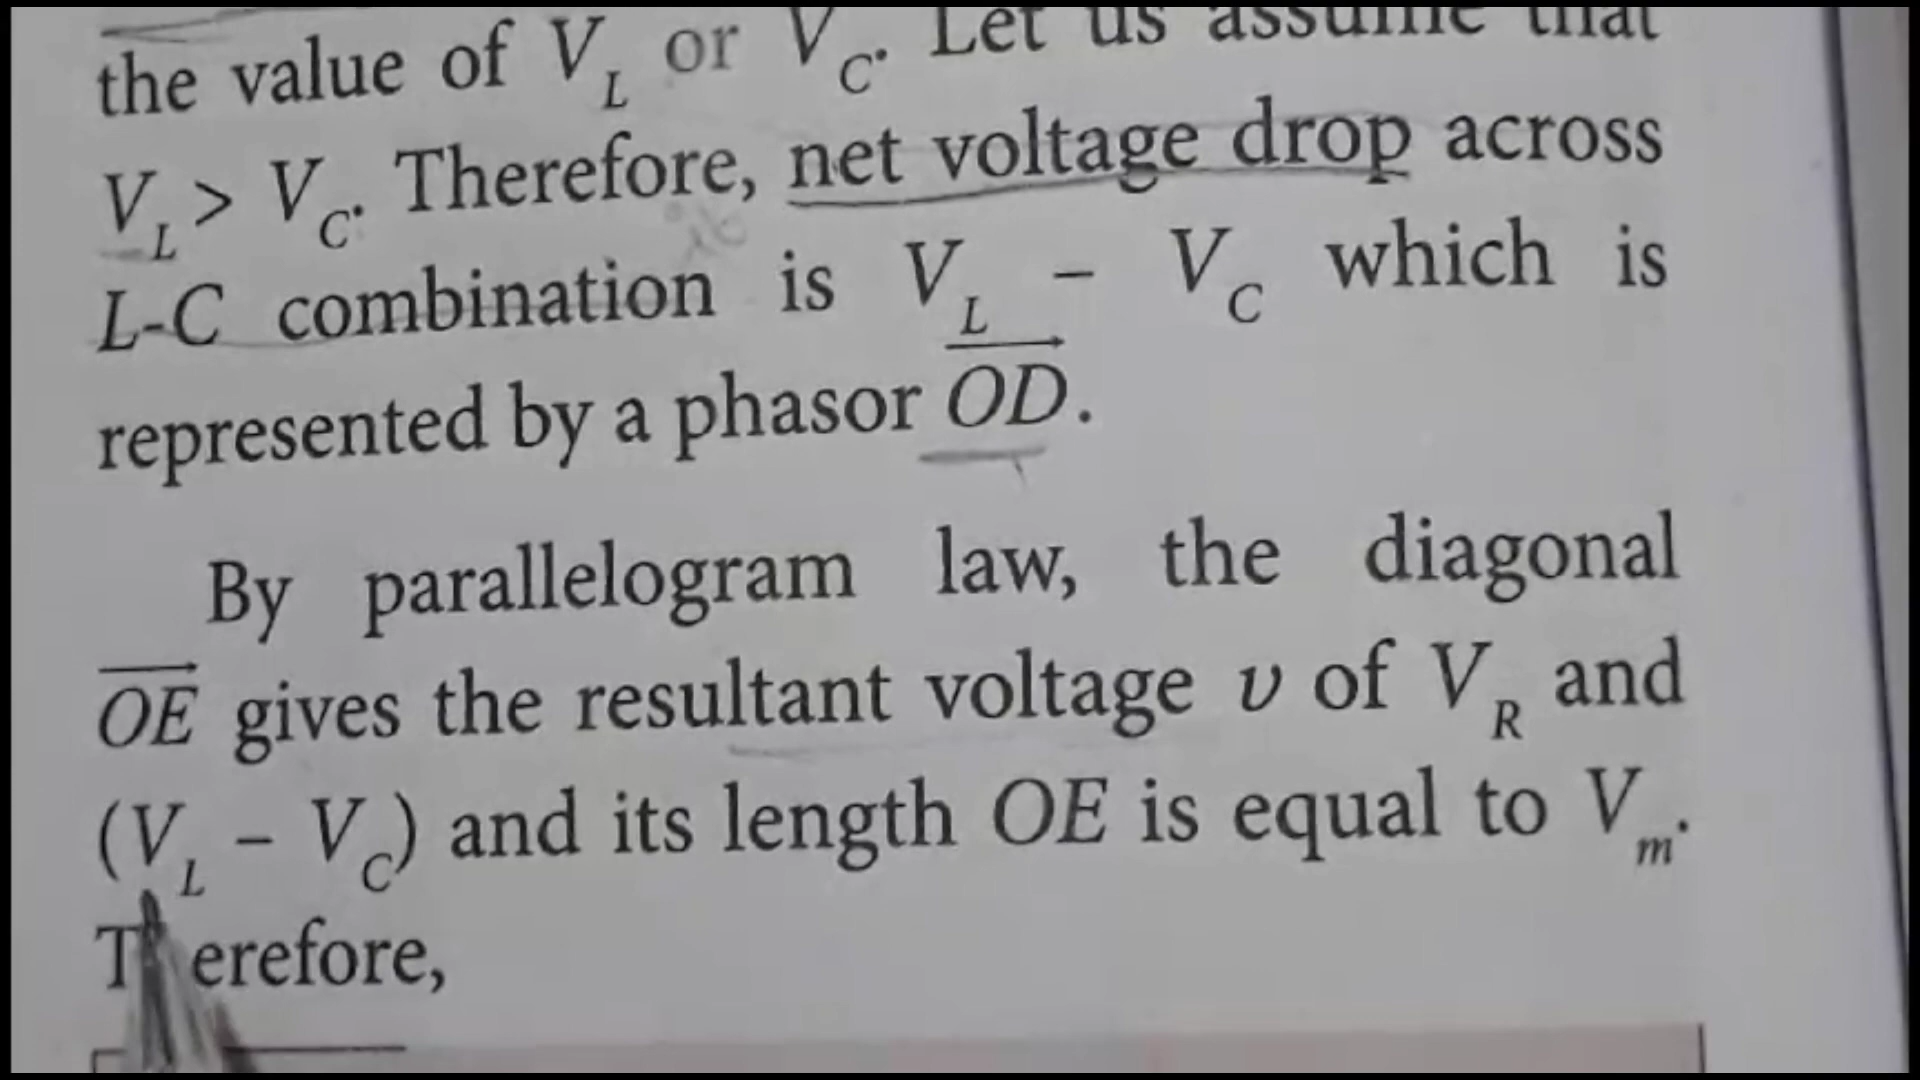 the value of V_L or V_C. Let us assume that
V_L > V_C. Therefore, net voltage drop across
L-C combination is V_L – V_C which is
represented by a phasor \overrightarrow{OD}.
By parallelogram law, the diagonal
\overrightarrow{OE} gives the resultant voltage υ of V_R and
(V_L – V_C) and its length OE is equal to V_m.
Therefore,